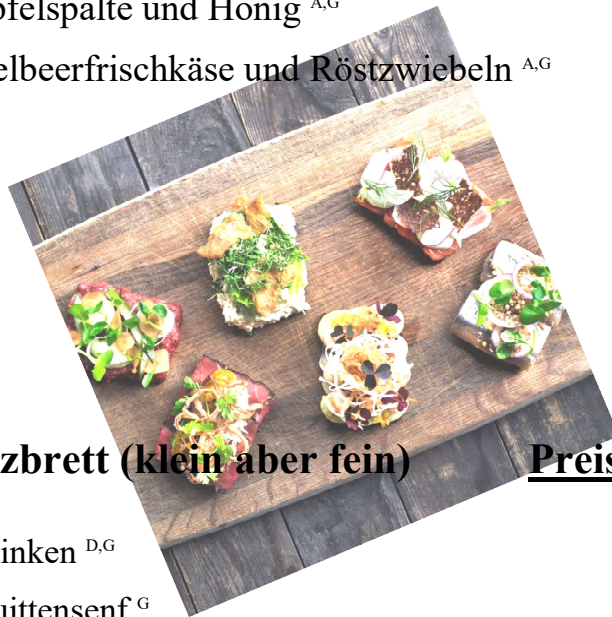 pfelspalte und Honig A,G
elbeerfrischkäse und Röstzwiebeln A,G
zbrett (klein aber fein) Preis
inken D,G
uittensenf G